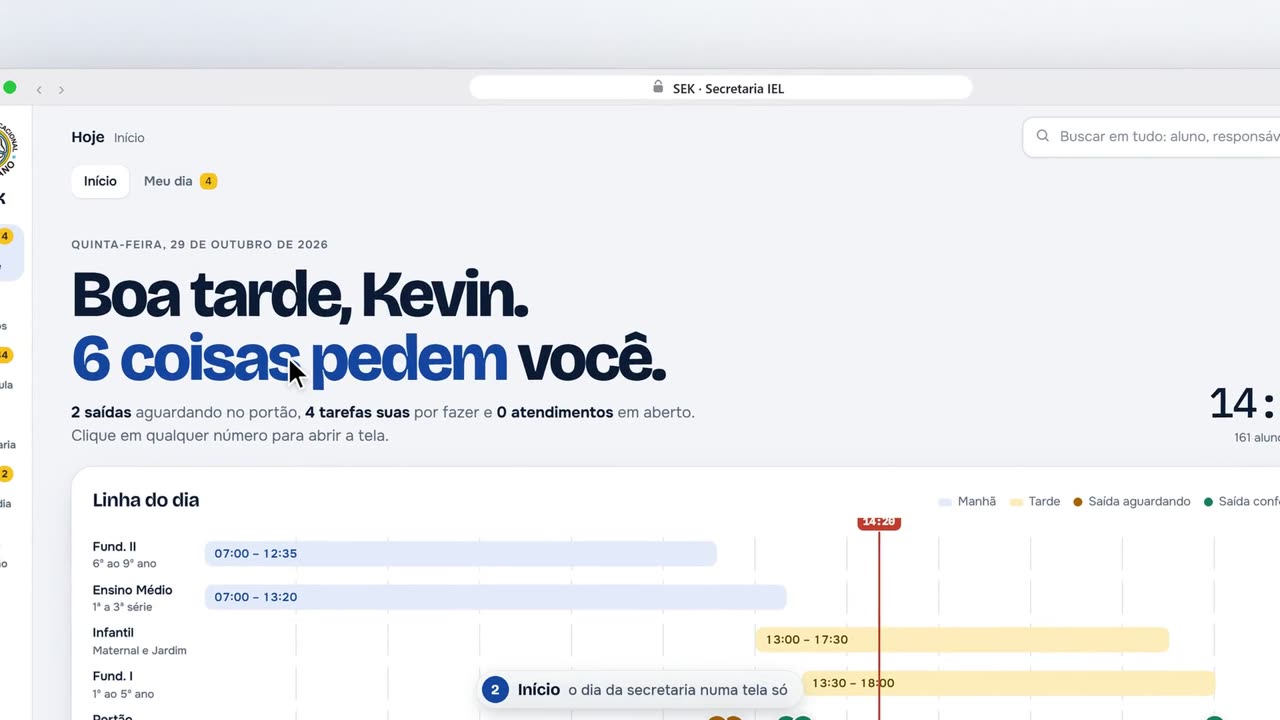 SEK · Secretaria IEL
Hoje Início
Buscar em tudo: aluno, responsáv
Início Meu dia 4
4
QUINTA-FEIRA, 29 DE OUTUBRO DE 2026
Boa tarde, Kevin.
6 coisas pedem você.
2 saídas aguardando no portão, 4 tarefas suas por fazer e 0 atendimentos em aberto.
Clique em qualquer número para abrir a tela.
14:
161 alun
Linha do dia
Manhã Tarde Saída aguardando Saída conf
14:20
Fund. II
6º ao 9º ano
07:00 – 12:35
Ensino Médio
1ª a 3ª série
07:00 – 13:20
Infantil
Maternal e Jardim
13:00 – 17:30
Fund. I
1º ao 5º ano
13:30 – 18:00
Portão
2 Início o dia da secretaria numa tela só